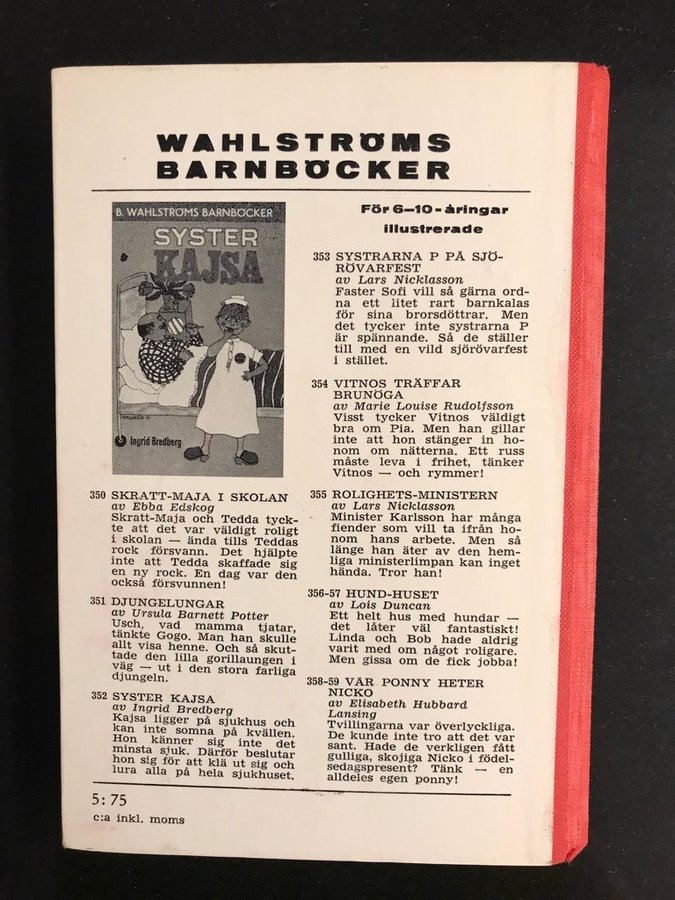 WAHLSTRÖMS
BARNBÖCKER
B. WAHLSTRÖMS BARNBÖCKER
SYSTER
KAJSA
Ingrid Bredberg
350 SKRATT-MAJA I SKOLAN
av Ebba Edskog
Skratt-Maja och Tedda tyck-
te att det var väldigt roligt
i skolan — ända tills Teddas
rock försvann. Det hjälpte
inte att Tedda skaffade sig
en ny rock. En dag var den
också försvunnen!
351 DJUNGELUNGAR
av Ursula Barnett Potter
Usch, vad mamma tjatar,
tänkte Gogo. Man han skulle
allt visa henne. Och så skut-
tade den lilla gorillaungen i
väg — ut i den stora farliga
djungeln.
352 SYSTER KAJSA
av Ingrid Bredberg
Kajsa ligger på sjukhus och
kan inte somna på kvällen.
Hon känner sig inte det
minsta sjuk. Därför beslutar
hon sig för att klä ut sig och
lura alla på hela sjukhuset.
För 6—10-åringar
illustrerade
353 SYSTRARNA P PÅ SJÖ-
RÖVARFEST
av Lars Nicklasson
Faster Sofi vill så gärna ord-
na ett litet rart barnkalas
för sina brorsdöttrar. Men
det tycker inte systrarna P
är spännande. Så de ställer
till med en vild sjörövarfest
i stället.
354 VITNOS TRÄFFAR
BRUNÖGA
av Marie Louise Rudolfsson
Visst tycker Vitnos väldigt
bra om Pia. Men han gillar
inte att hon stänger in ho-
nom om nätterna. Ett russ
måste leva i frihet, tänker
Vitnos — och rymmer!
355 ROLIGHETS-MINISTERN
av Lars Nicklasson
Minister Karlsson har många
fiender som vill ta ifrån ho-
nom hans arbete. Men så
länge han äter av den hem-
liga ministerlimpan kan inget
hända. Tror han!
356-57 HUND-HUSET
av Lois Duncan
Ett helt hus med hundar —
det låter väl fantastiskt!
Linda och Bob hade aldrig
varit med om något roligare.
Men gissa om de fick jobba!
358-59 VÅR PONNY HETER
NICKO
av Elisabeth Hubbard
Lansing
Tvillingarna var överlyckliga.
De kunde inte tro att det var
sant. Hade de verkligen fått
gulliga, skojiga Nicko i födel-
sedagspresent? Tänk — en
alldeles egen ponny!
5:75
c:a inkl. moms